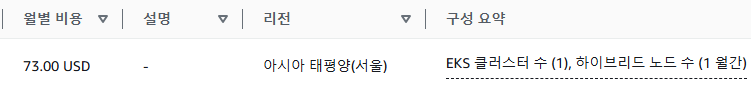 월별 비용 설명 리전 구성 요약
73.00 USD - 아시아 태평양(서울) EKS 클러스터 수 (1), 하이브리드 노드 수 (1 월간)